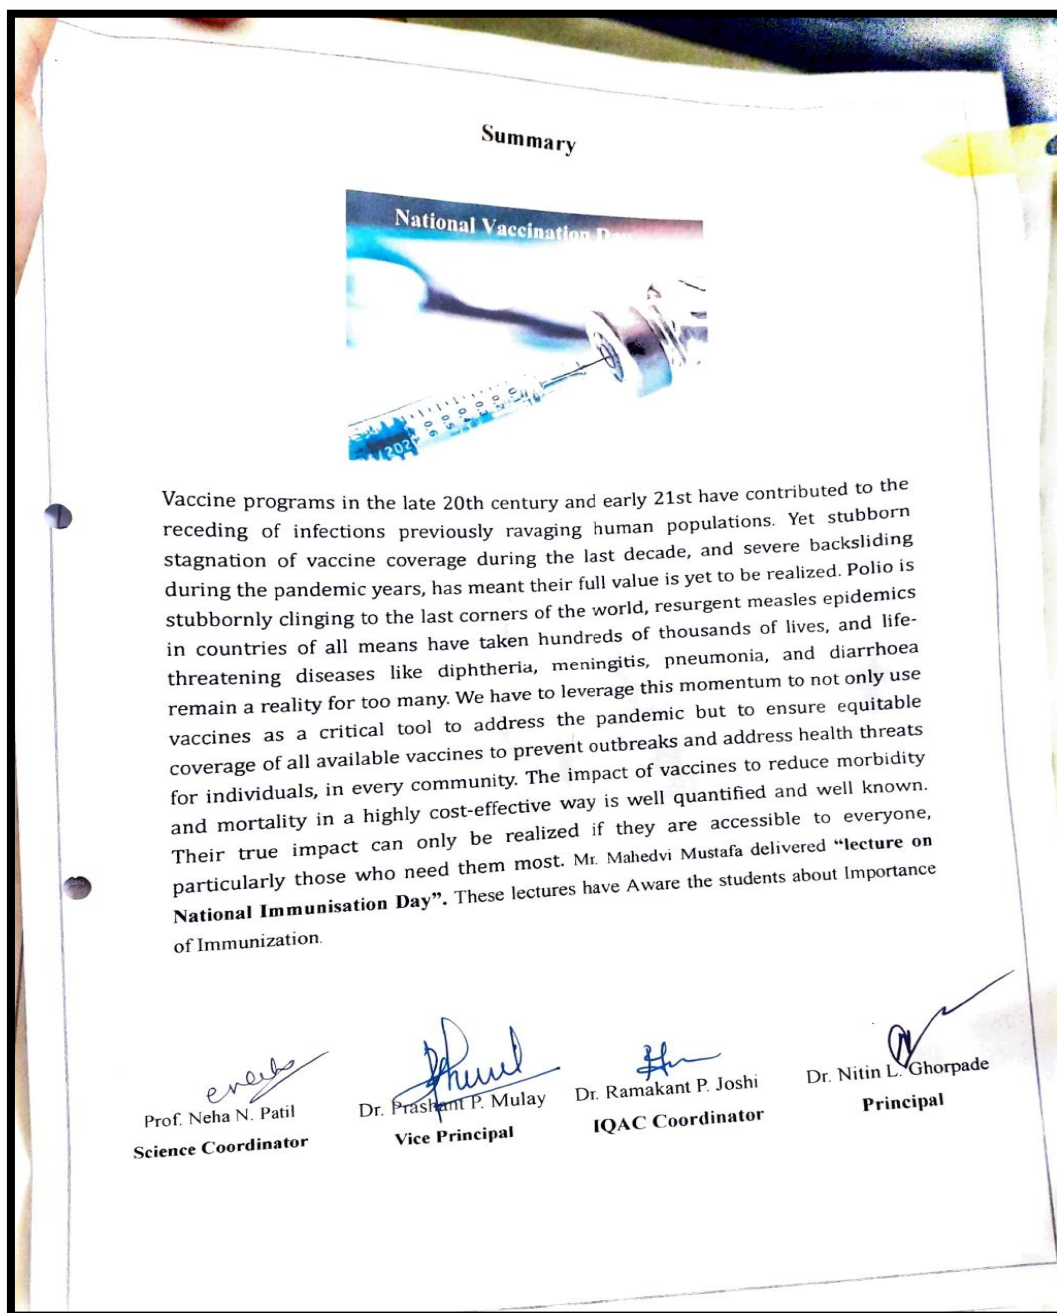 Summary
National Vaccination Day
Vaccine programs in the late 20th century and early 21st have contributed to the
receding of infections previously ravaging human populations. Yet stubborn
stagnation of vaccine coverage during the last decade, and severe backsliding
during the pandemic years, has meant their full value is yet to be realized. Polio is
stubbornly clinging to the last corners of the world, resurgent measles epidemics
in countries of all means have taken hundreds of thousands of lives, and life-
threatening diseases like diphtheria, meningitis, pneumonia, and diarrhoea
remain a reality for too many. We have to leverage this momentum to not only use
vaccines as a critical tool to address the pandemic but to ensure equitable
coverage of all available vaccines to prevent outbreaks and address health threats
for individuals, in every community. The impact of vaccines to reduce morbidity
and mortality in a highly cost-effective way is well quantified and well known.
Their true impact can only be realized if they are accessible to everyone,
particularly those who need them most. Mr. Mahedvi Mustafa delivered “lecture on
National Immunisation Day”. These lectures have Aware the students about Importance
of Immunization.
Prof. Neha N. Patil
Science Coordinator
Dr. Prashant P. Mulay
Vice Principal
Dr. Ramakant P. Joshi
IQAC Coordinator
Dr. Nitin L. Ghorpade
Principal